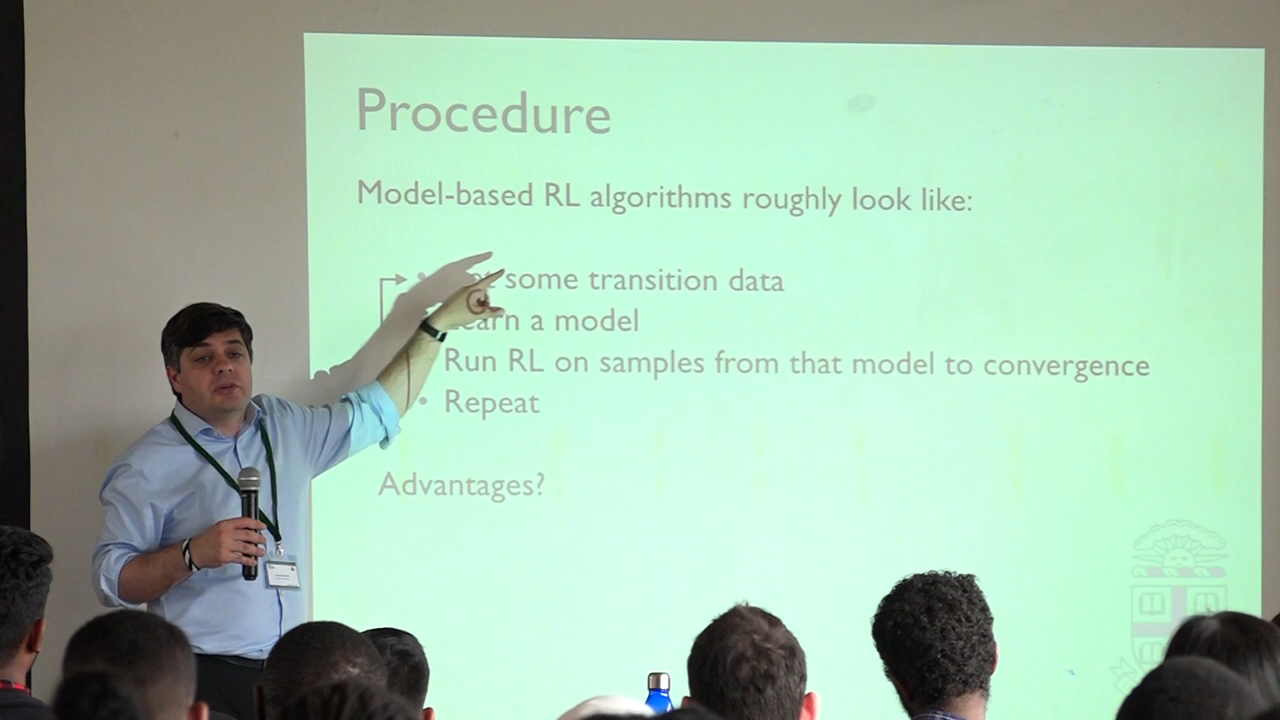 Procedure
Model-based RL algorithms roughly look like:
• some transition data
Learn a model
Run RL on samples from that model to convergence
• Repeat
Advantages?